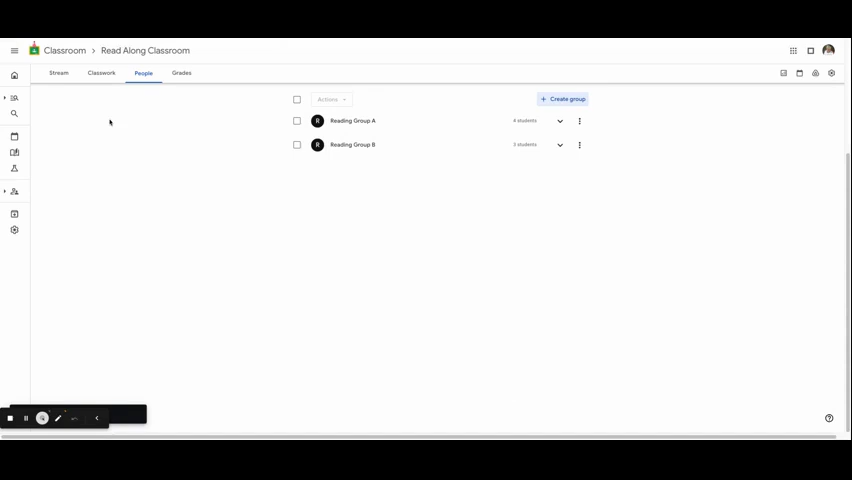 Classroom > Read Along Classroom
Stream Classwork People Grades
Actions
+ Create group
R Reading Group A 4 students
R Reading Group B 3 students